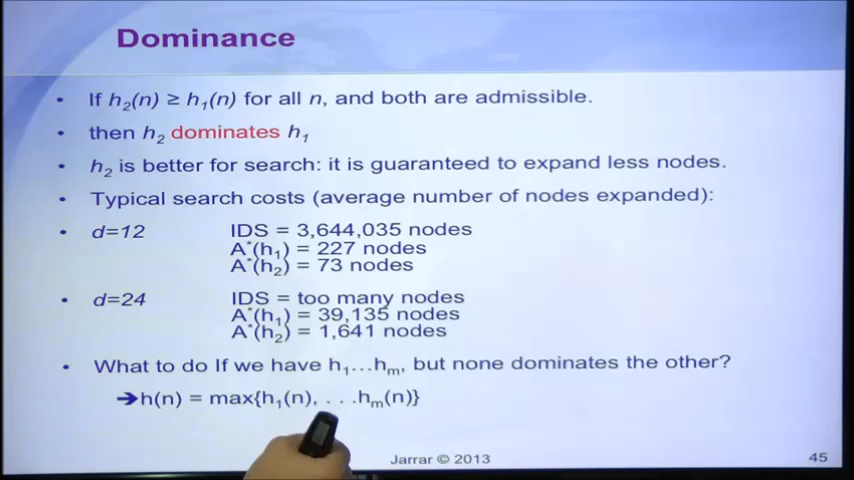 Dominance
• If h₂(n) ≥ h₁(n) for all n, and both are admissible.
• then h₂ dominates h₁
• h₂ is better for search: it is guaranteed to expand less nodes.
• Typical search costs (average number of nodes expanded):
• d=12 IDS = 3,644,035 nodes
A*(h₁) = 227 nodes
A*(h₂) = 73 nodes
• d=24 IDS = too many nodes
A*(h₁) = 39,135 nodes
A*(h₂) = 1,641 nodes
• What to do If we have h₁…hₘ, but none dominates the other?
➔h(n) = max{h₁(n), . . .hₘ(n)}
Jarrar © 2013 45